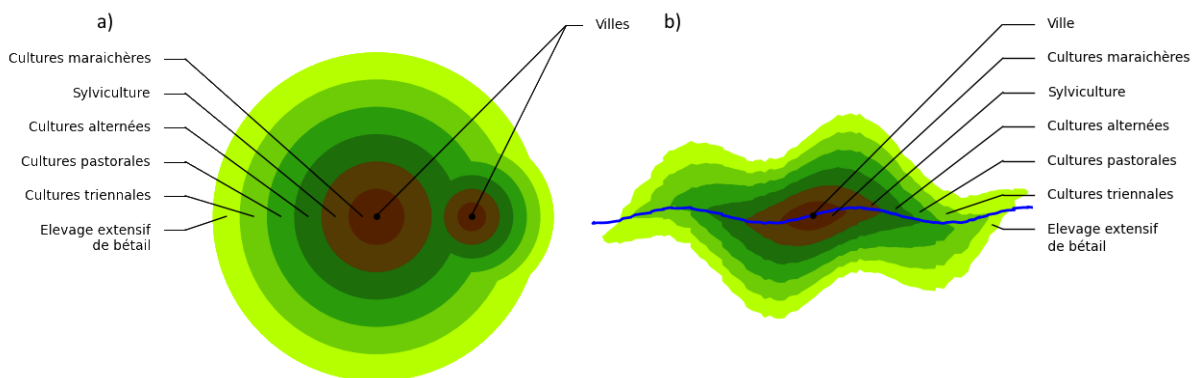 a)
Villes
Cultures maraichères
Sylviculture
Cultures alternées
Cultures pastorales
Cultures triennales
Elevage extensif
de bétail
b)
Ville
Cultures maraichères
Sylviculture
Cultures alternées
Cultures pastorales
Cultures triennales
Elevage extensif
de bétail